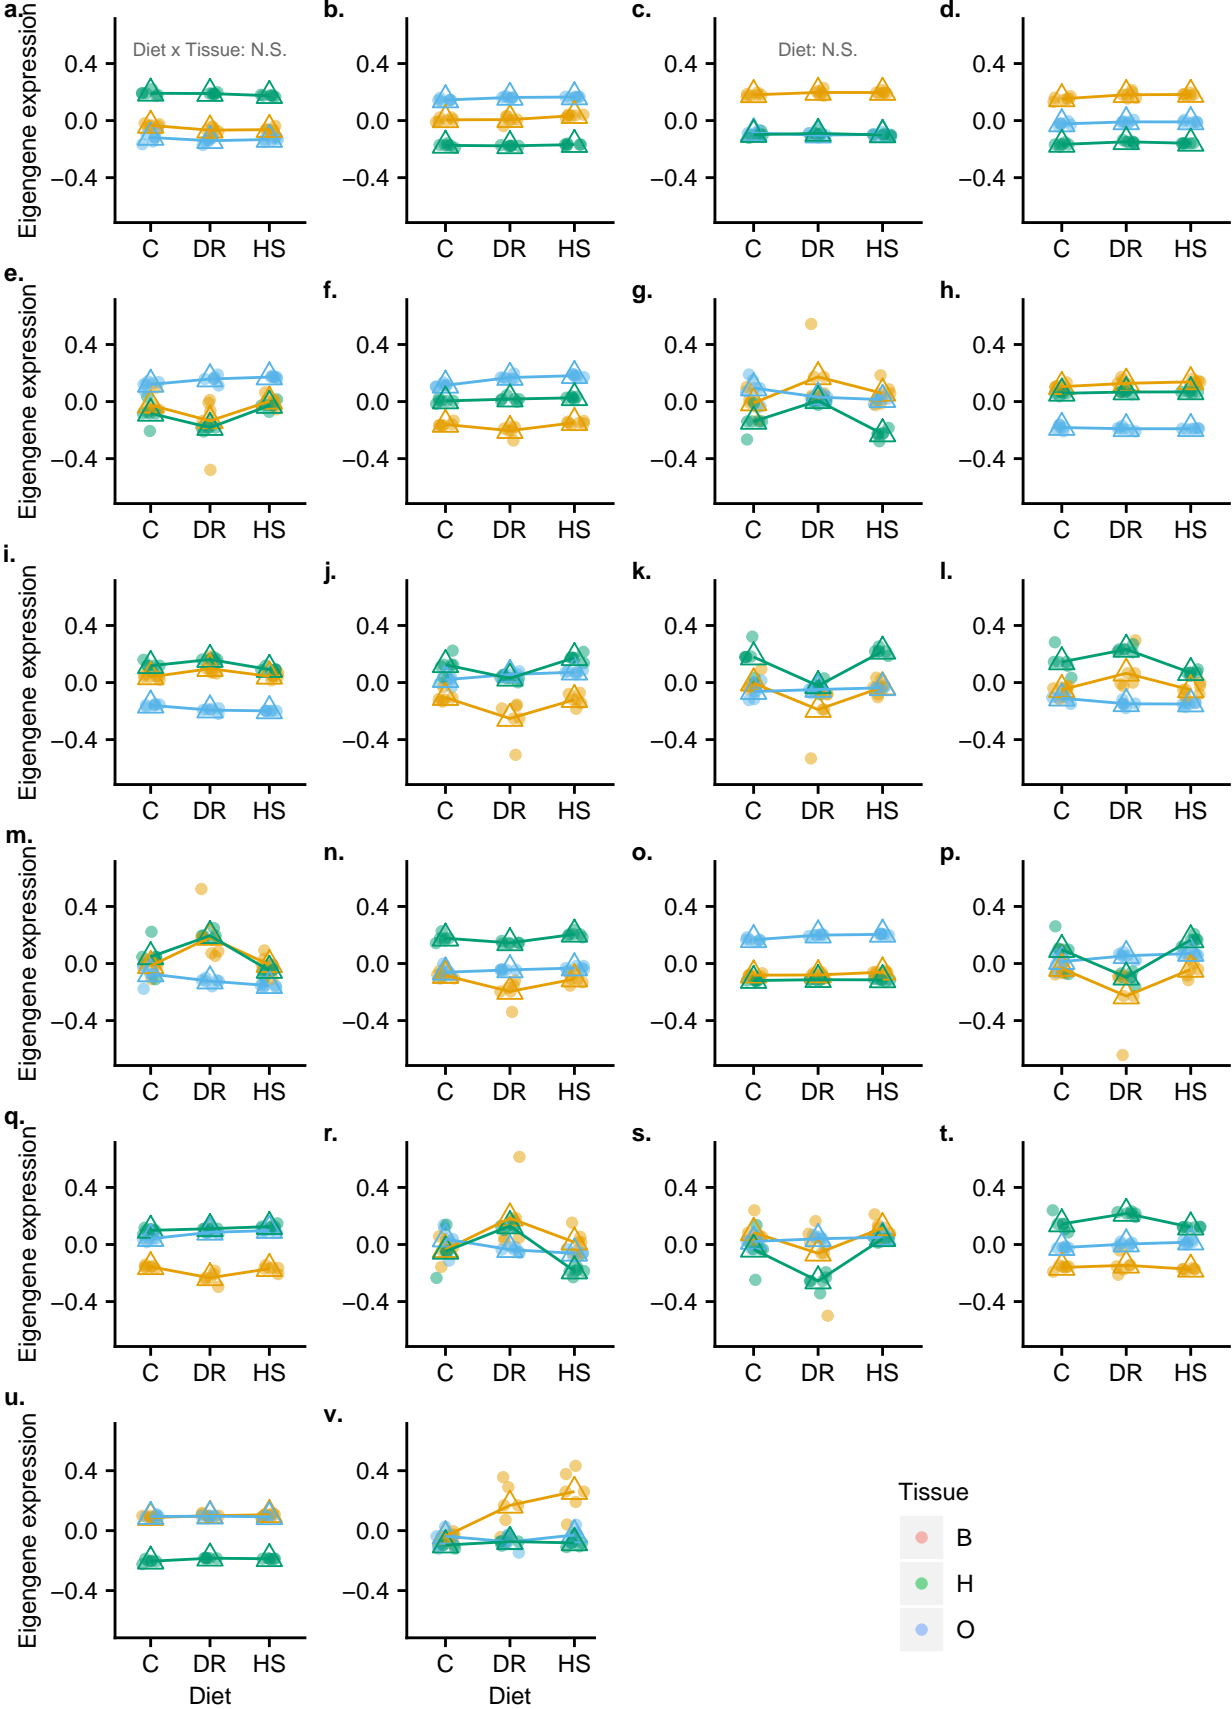 a. b. c. d.
Eigengene expression
Diet x Tissue: N.S. Diet: N.S.
0.4 0.4 0.4 0.4
0.0 0.0 0.0 0.0
−0.4 −0.4 −0.4 −0.4
C DR HS C DR HS C DR HS C DR HS
e. f. g. h.
Eigengene expression
0.4 0.4 0.4 0.4
0.0 0.0 0.0 0.0
−0.4 −0.4 −0.4 −0.4
C DR HS C DR HS C DR HS C DR HS
i. j. k. l.
Eigengene expression
0.4 0.4 0.4 0.4
0.0 0.0 0.0 0.0
−0.4 −0.4 −0.4 −0.4
C DR HS C DR HS C DR HS C DR HS
m. n. o. p.
Eigengene expression
0.4 0.4 0.4 0.4
0.0 0.0 0.0 0.0
−0.4 −0.4 −0.4 −0.4
C DR HS C DR HS C DR HS C DR HS
q. r. s. t.
Eigengene expression
0.4 0.4 0.4 0.4
0.0 0.0 0.0 0.0
−0.4 −0.4 −0.4 −0.4
C DR HS C DR HS C DR HS C DR HS
u. v.
Eigengene expression
0.4 0.4
0.0 0.0
−0.4 −0.4
C DR HS C DR HS
Diet Diet
Tissue
B
H
O